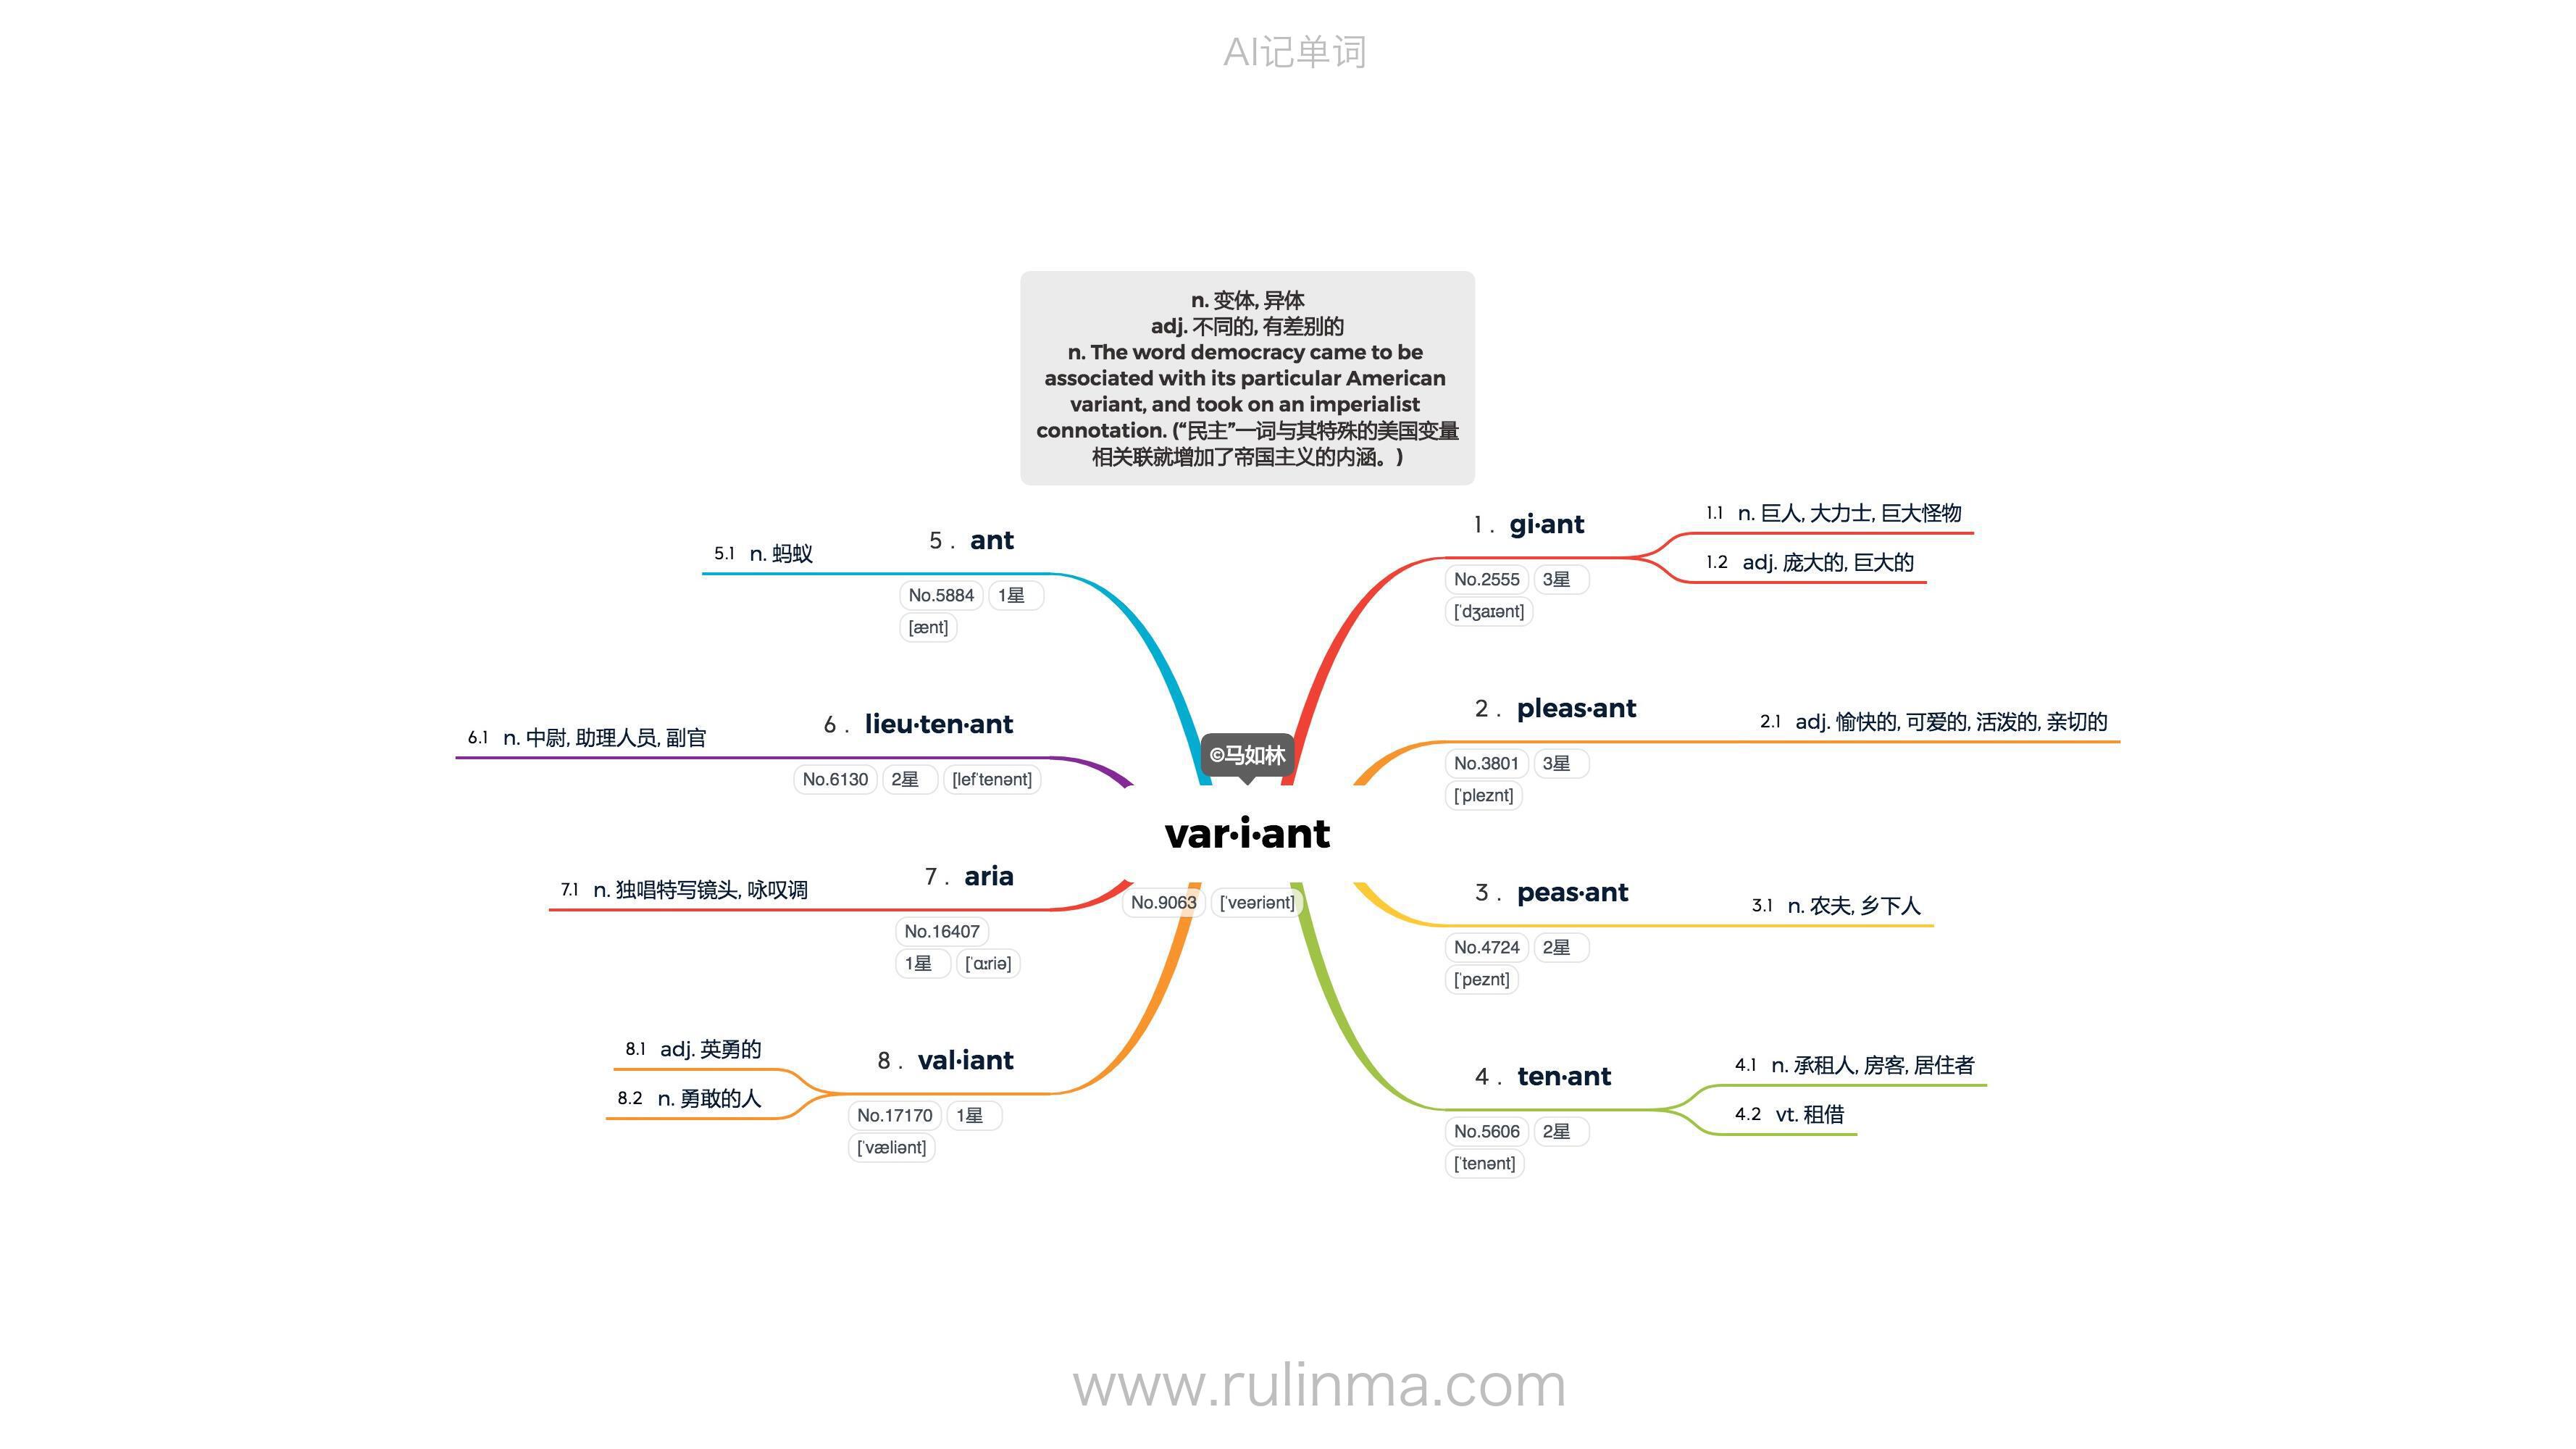 AI记单词
n. 变体, 异体
adj. 不同的, 有差别的
n. The word democracy came to be
associated with its particular American
variant, and took on an imperialist
connotation. (“民主”一词与其特殊的美国变量
相关联就增加了帝国主义的内涵。)
©马如林
var·i·ant
No.9063 [ˈveəriənt]
1 . gi·ant
No.2555 3星
[ˈdʒaɪənt]
1.1 n. 巨人, 大力士, 巨大怪物
1.2 adj. 庞大的, 巨大的
2 . pleas·ant
No.3801 3星
[ˈpleznt]
2.1 adj. 愉快的, 可爱的, 活泼的, 亲切的
3 . peas·ant
No.4724 2星
[ˈpeznt]
3.1 n. 农夫, 乡下人
4 . ten·ant
No.5606 2星
[ˈtenənt]
4.1 n. 承租人, 房客, 居住者
4.2 vt. 租借
5 . ant
No.5884 1星
[ænt]
5.1 n. 蚂蚁
6 . lieu·ten·ant
No.6130 2星 [lefˈtenənt]
6.1 n. 中尉, 助理人员, 副官
7 . aria
No.16407
1星 [ˈɑːriə]
7.1 n. 独唱特写镜头, 咏叹调
8 . val·iant
No.17170 1星
[ˈvæliənt]
8.1 adj. 英勇的
8.2 n. 勇敢的人
www.rulinma.com